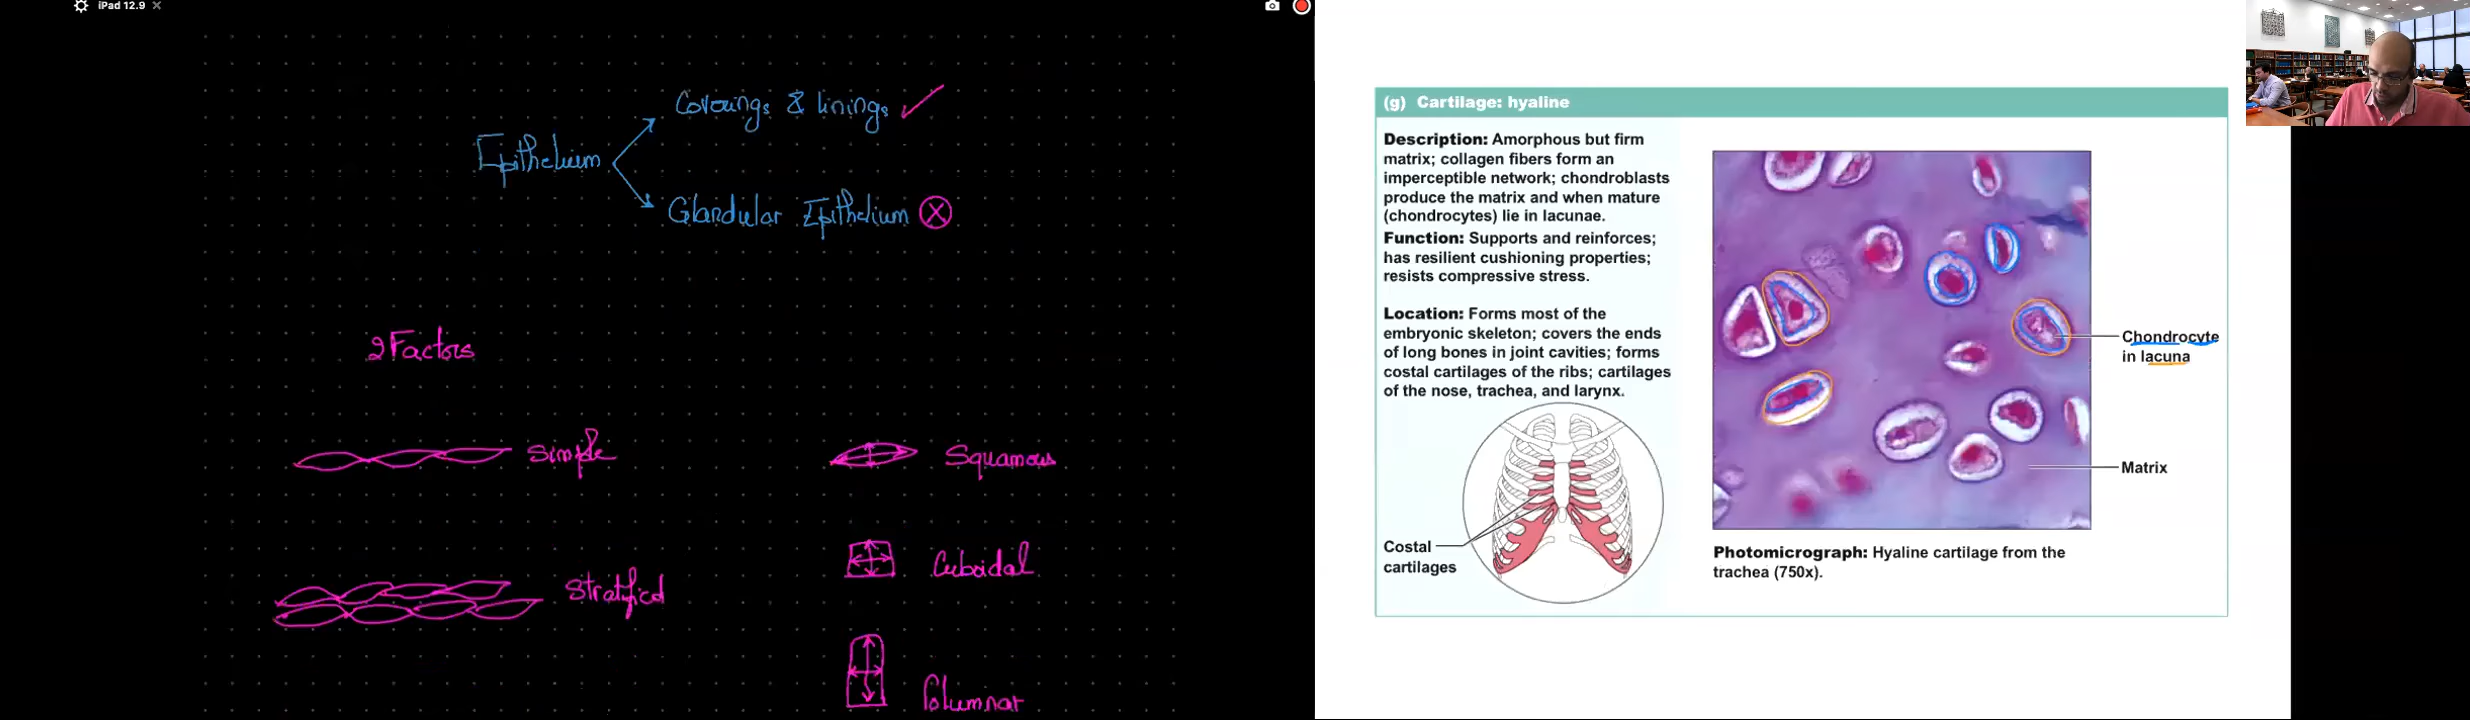 iPad 12.9
Coverings & linings
Epithelium
Glandular Epithelium
2 Factors
Simple
Stratified
Squamous
Cuboidal
Columnar
(g) Cartilage: hyaline
Description: Amorphous but firm
matrix; collagen fibers form an
imperceptible network; chondroblasts
produce the matrix and when mature
(chondrocytes) lie in lacunae.
Function: Supports and reinforces;
has resilient cushioning properties;
resists compressive stress.
Location: Forms most of the
embryonic skeleton; covers the ends
of long bones in joint cavities; forms
costal cartilages of the ribs; cartilages
of the nose, trachea, and larynx.
Costal
cartilages
Chondrocyte
in lacuna
Matrix
Photomicrograph: Hyaline cartilage from the
trachea (750x).